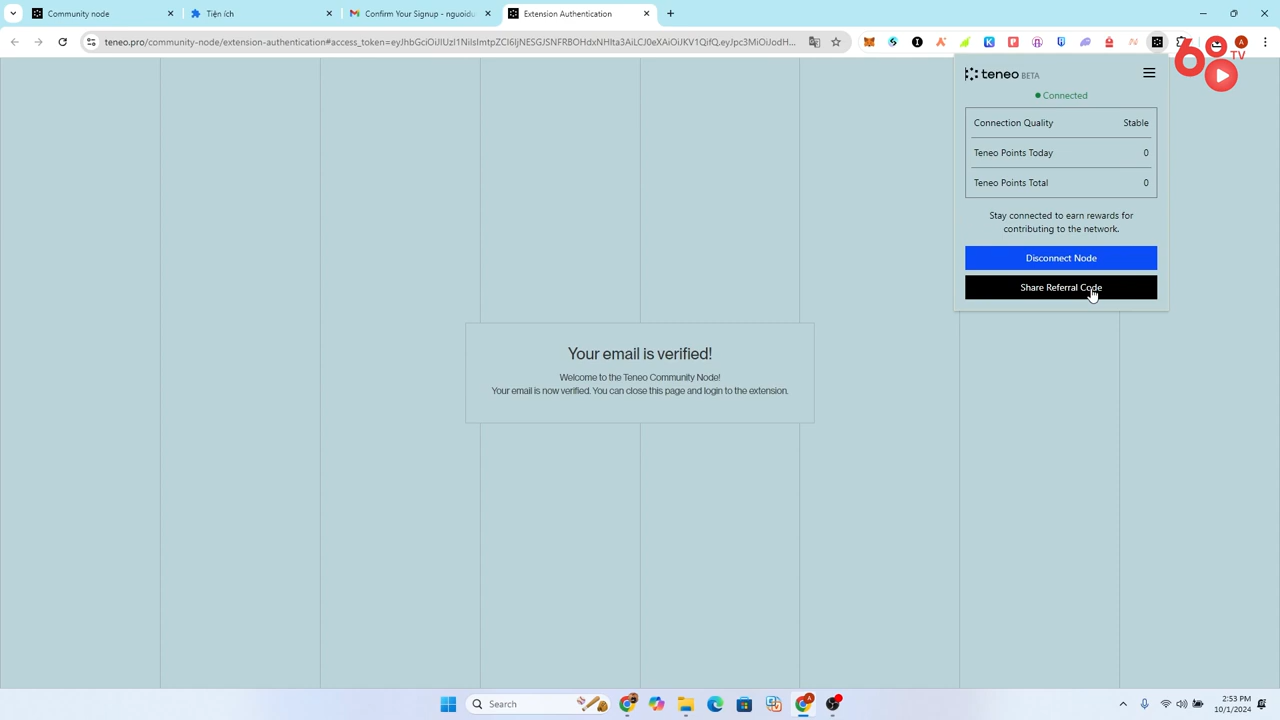 Community node
Tiện ích
Confirm Your Signup - nguoidu
Extension Authentication
teneo.pro/community-node/extension-authentication#access_token=eyJhbGciOiJIUzI1NiIsImtpZCI6IjNESGJSNFRBOHdxNHIta3AiLCJ0eXAiOiJKV1QifQ.eyJpc3MiOiJodH...
6 TV
teneo BETA
Connected
Connection Quality Stable
Teneo Points Today 0
Teneo Points Total 0
Stay connected to earn rewards for
contributing to the network.
Disconnect Node
Share Referral Code
Your email is verified!
Welcome to the Teneo Community Node!
Your email is now verified. You can close this page and login to the extension.
Search
2:53 PM
10/1/2024